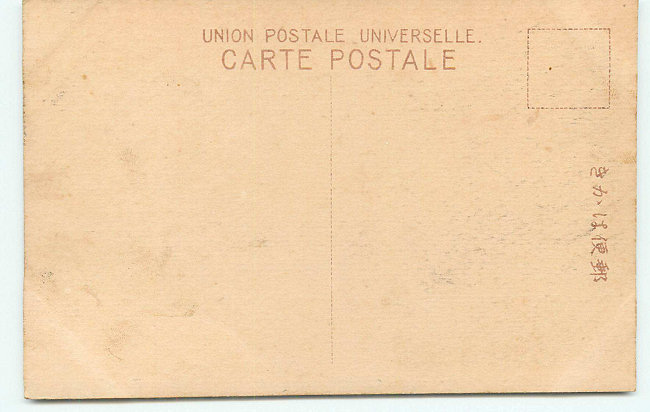 UNION POSTALE UNIVERSELLE.
CARTE POSTALE
郵便はかき